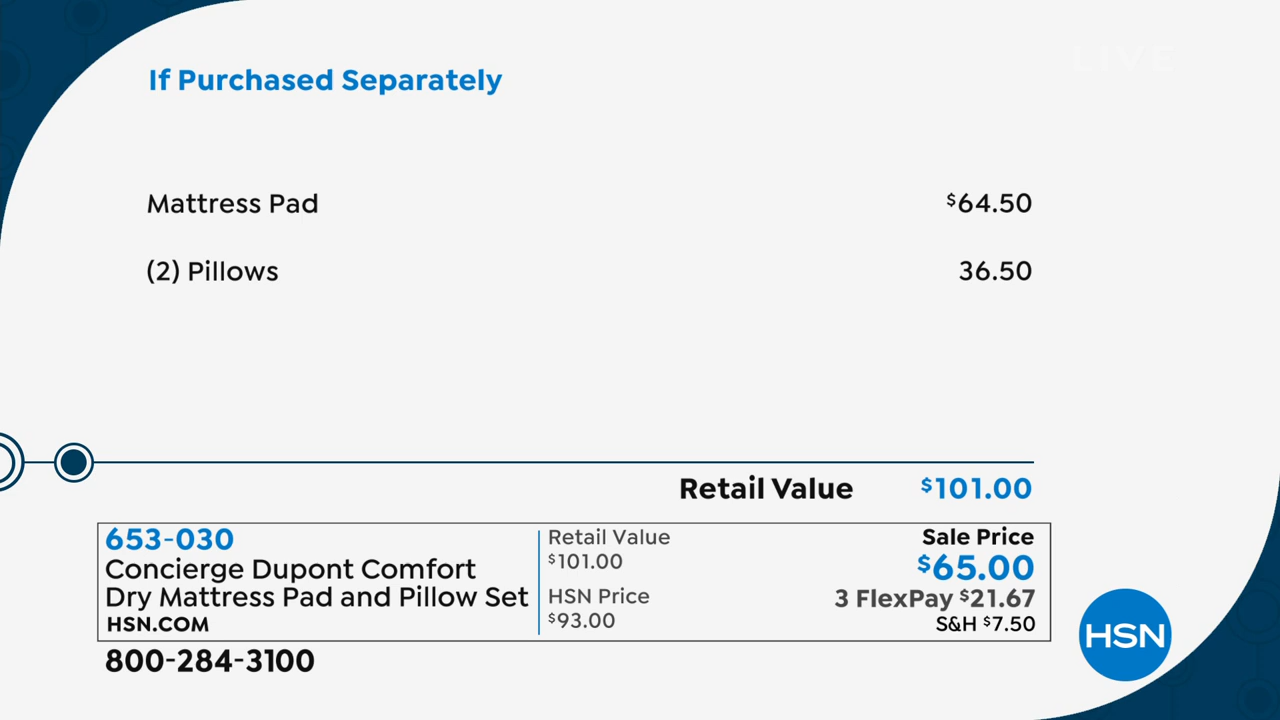 LIVE
If Purchased Separately
Mattress Pad $64.50
(2) Pillows 36.50
Retail Value $101.00
653-030
Concierge Dupont Comfort
Dry Mattress Pad and Pillow Set
HSN.COM
Retail Value
$101.00
HSN Price
$93.00
Sale Price
$65.00
3 FlexPay $21.67
S&H $7.50
800-284-3100
HSN